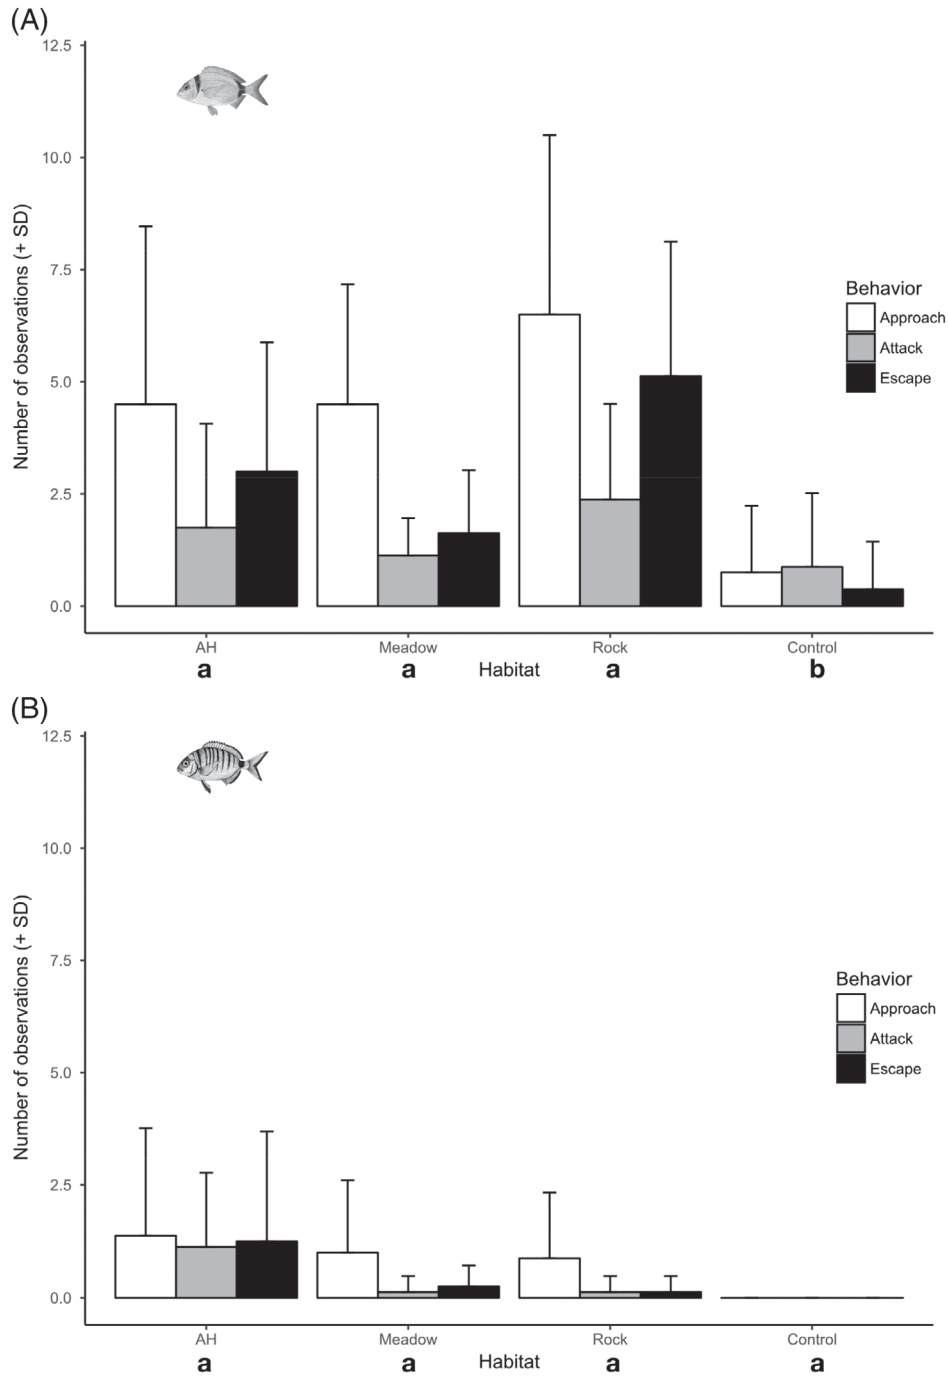 (A)
Number of observations (+ SD)
12.5
10.0
7.5
5.0
2.5
0.0
Behavior
Approach
Attack
Escape
AH Meadow Rock Control
a a Habitat a b
(B)
Number of observations (+ SD)
12.5
10.0
7.5
5.0
2.5
0.0
Behavior
Approach
Attack
Escape
AH Meadow Rock Control
a a Habitat a a